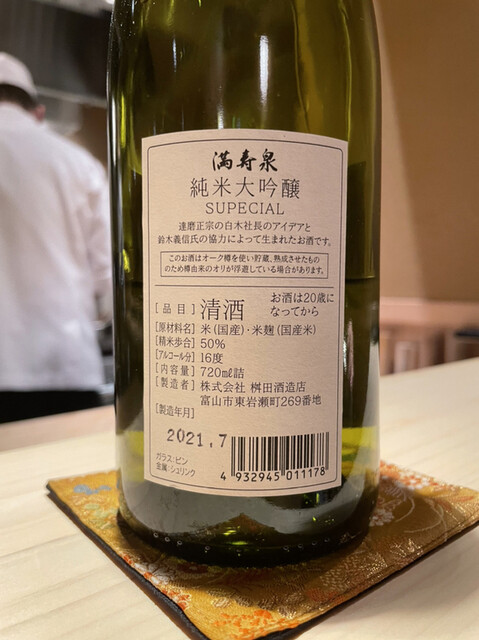 満寿泉
純米大吟醸
SUPECIAL
達磨正宗の白木社長のアイデアと
鈴木義信氏の協力によって生まれたお酒です。
このお酒はオーク樽を使い貯蔵、熟成させたもの
のため樽由来のオリが浮遊している場合があります。
[品目] 清酒 お酒は20歳に
なってから
[原材料名] 米(国産)・米麹(国産米)
[精米歩合] 50%
[アルコール分] 16度
[内容量] 720ml詰
[製造者] 株式会社 桝田酒造店
富山市東岩瀬町269番地
[製造年月]
2021.7
ガラス:ビン
金属:シュリンク
4 932945 011178